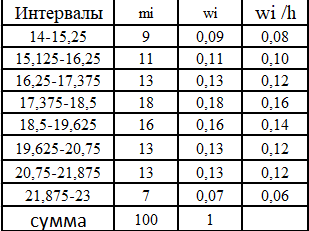 Интервалы mi wi wi /h
14-15,25 9 0,09 0,08
15,125-16,25 11 0,11 0,10
16,25-17,375 13 0,13 0,12
17,375-18,5 18 0,18 0,16
18,5-19,625 16 0,16 0,14
19,625-20,75 13 0,13 0,12
20,75-21,875 13 0,13 0,12
21,875-23 7 0,07 0,06
сумма 100 1